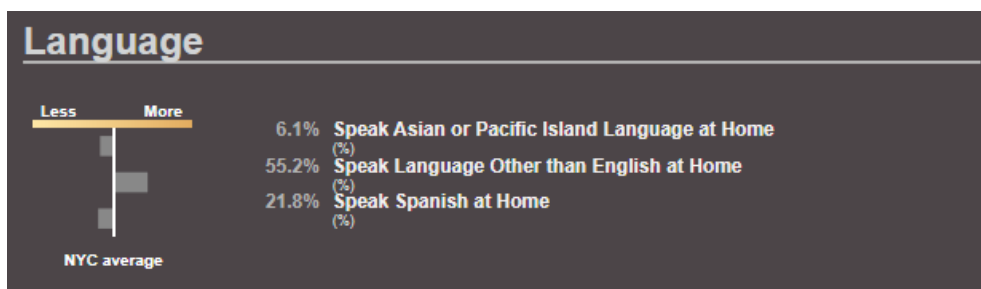 Language
Less More
6.1% Speak Asian or Pacific Island Language at Home
(%)
55.2% Speak Language Other than English at Home
(%)
21.8% Speak Spanish at Home
(%)
NYC average